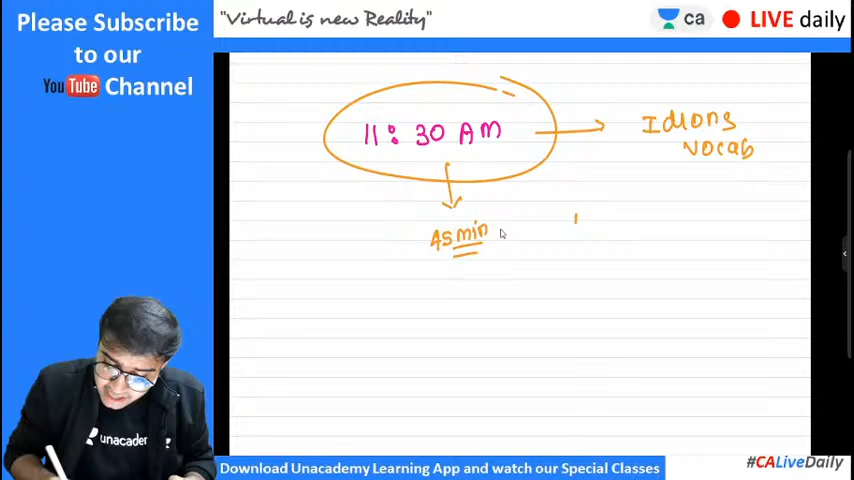 Please Subscribe
to our
YouTube Channel
"Virtual is new Reality"
ca
LIVE daily
11:30 AM
Idioms
Vocab
45 min
unacademy
Download Unacademy Learning App and watch our Special Classes
#CALiveDaily